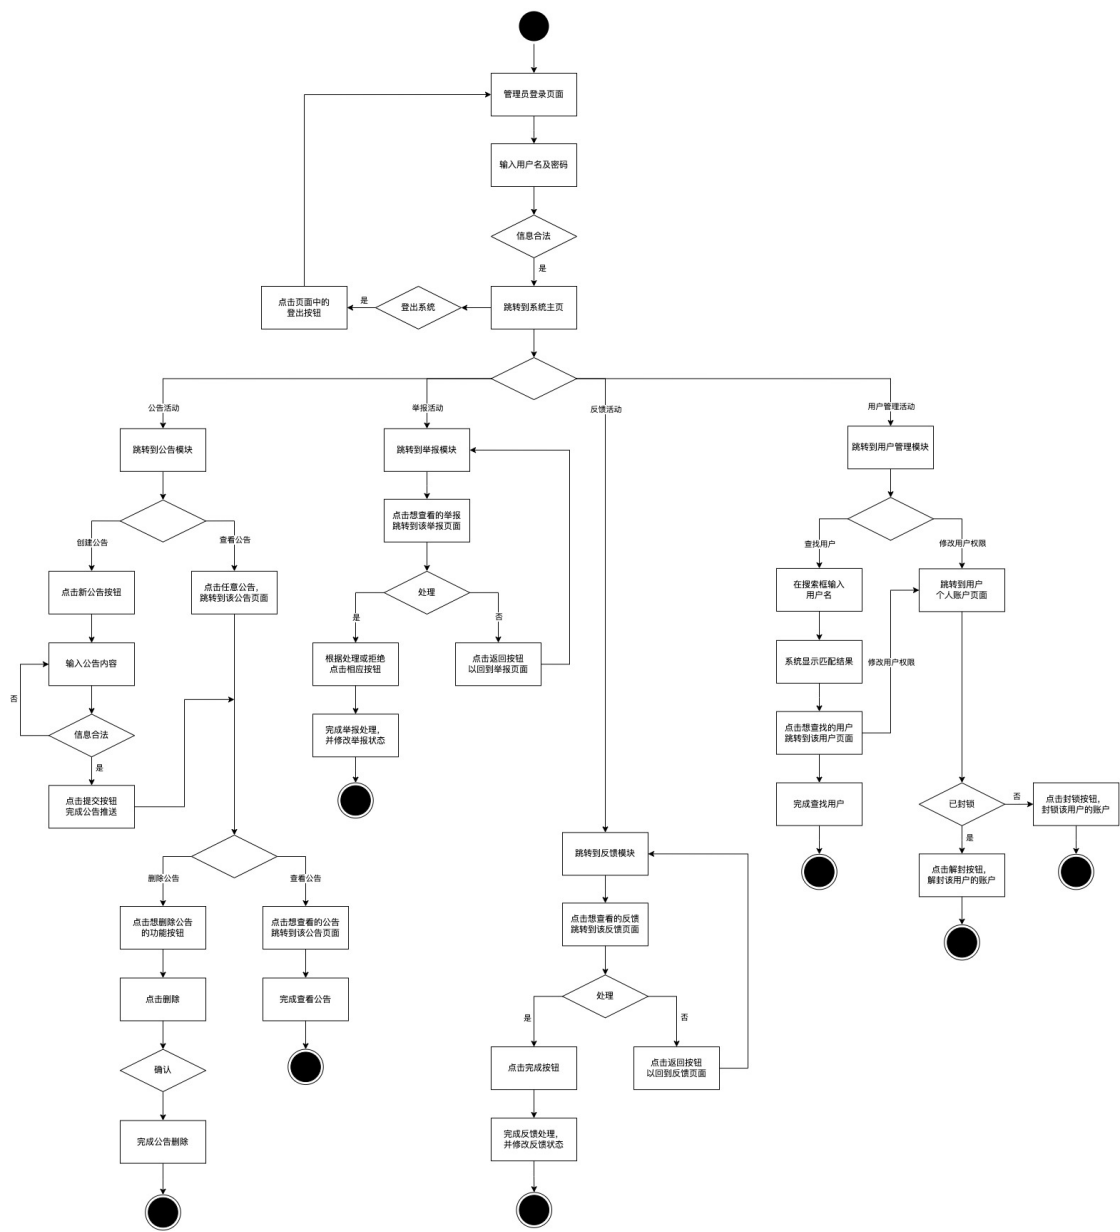 管理员登录页面
输入用户名及密码
信息合法
是
点击页面中的
登出按钮
是
登出系统
跳转到系统主页
公告活动
举报活动
反馈活动
用户管理活动
跳转到公告模块
跳转到举报模块
跳转到用户管理模块
点击想查看的举报
跳转到该举报页面
创建公告
查看公告
查找用户
修改用户权限
点击新公告按钮
点击任意公告，
跳转到该公告页面
处理
在搜索框输入
用户名
跳转到用户
个人账户页面
是
否
输入公告内容
根据处理或拒绝
点击相应按钮
点击返回按钮
以回到举报页面
系统显示匹配结果
修改用户权限
否
信息合法
完成举报处理，
并修改举报状态
点击想查找的用户
跳转到该用户页面
是
点击提交按钮
完成公告推送
完成查找用户
已封锁
否
点击封锁按钮，
封锁该用户的账户
是
跳转到反馈模块
点击解封按钮，
解封该用户的账户
删除公告
查看公告
点击想删除公告
的功能按钮
点击想查看的公告
跳转到该公告页面
点击想查看的反馈
跳转到该反馈页面
点击删除
完成查看公告
处理
是
否
确认
点击完成按钮
点击返回按钮
以回到反馈页面
完成公告删除
完成反馈处理，
并修改反馈状态